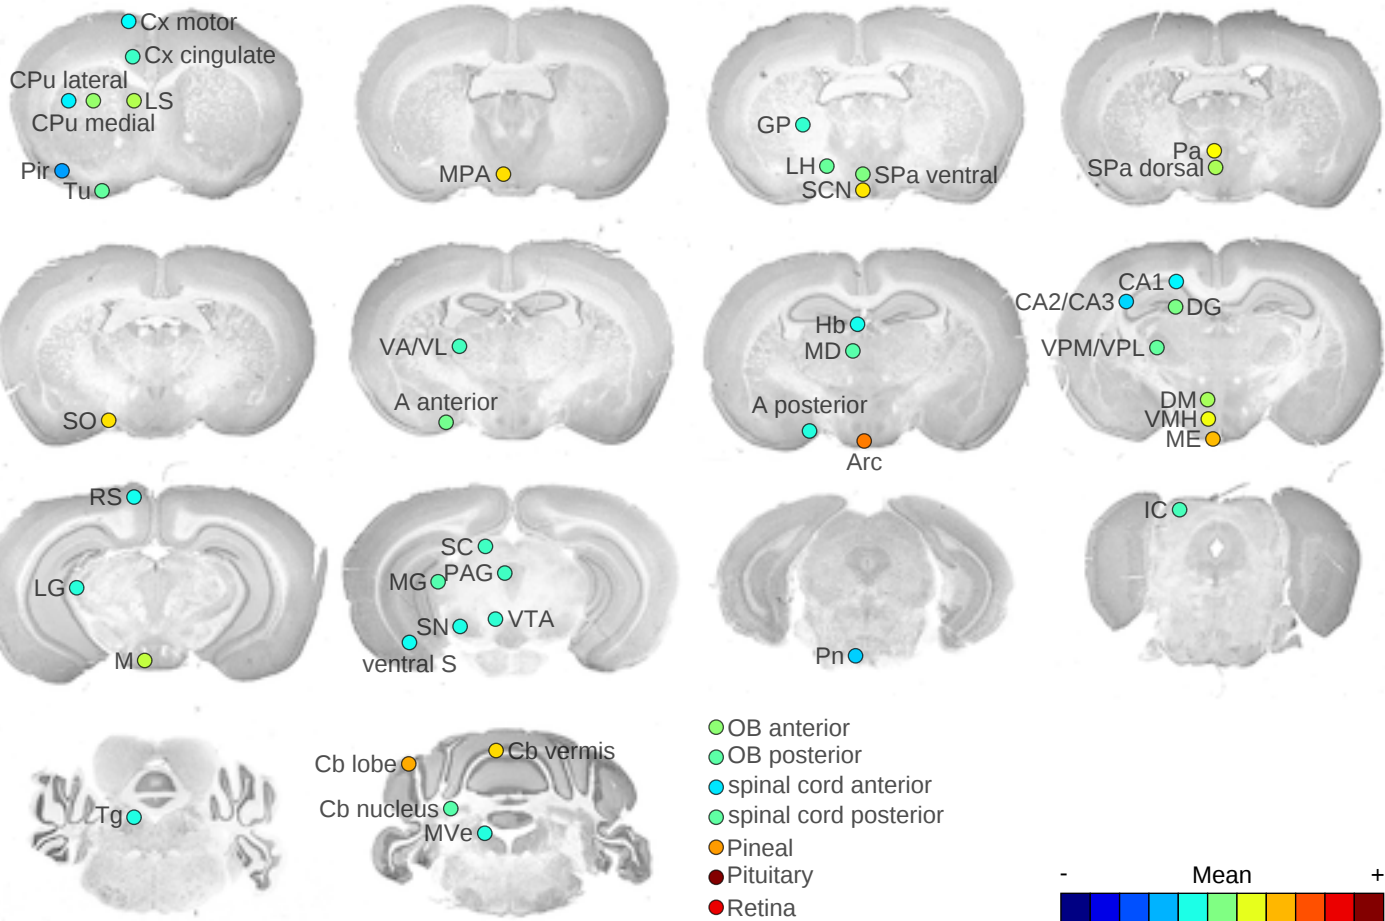 Cx motor
Cx cingulate
CPu lateral
LS
CPu medial
Pir
Tu
MPA
GP
LH
SPa ventral
SCN
Pa
SPa dorsal
SO
VA/VL
A anterior
Hb
MD
A posterior
Arc
CA1
CA2/CA3
DG
VPM/VPL
DM
VMH
ME
RS
LG
M
SC
MG
PAG
SN
VTA
ventral S
Pn
IC
Tg
Cb lobe
Cb vermis
Cb nucleus
MVe
OB anterior
OB posterior
spinal cord anterior
spinal cord posterior
Pineal
Pituitary
Retina
- Mean +